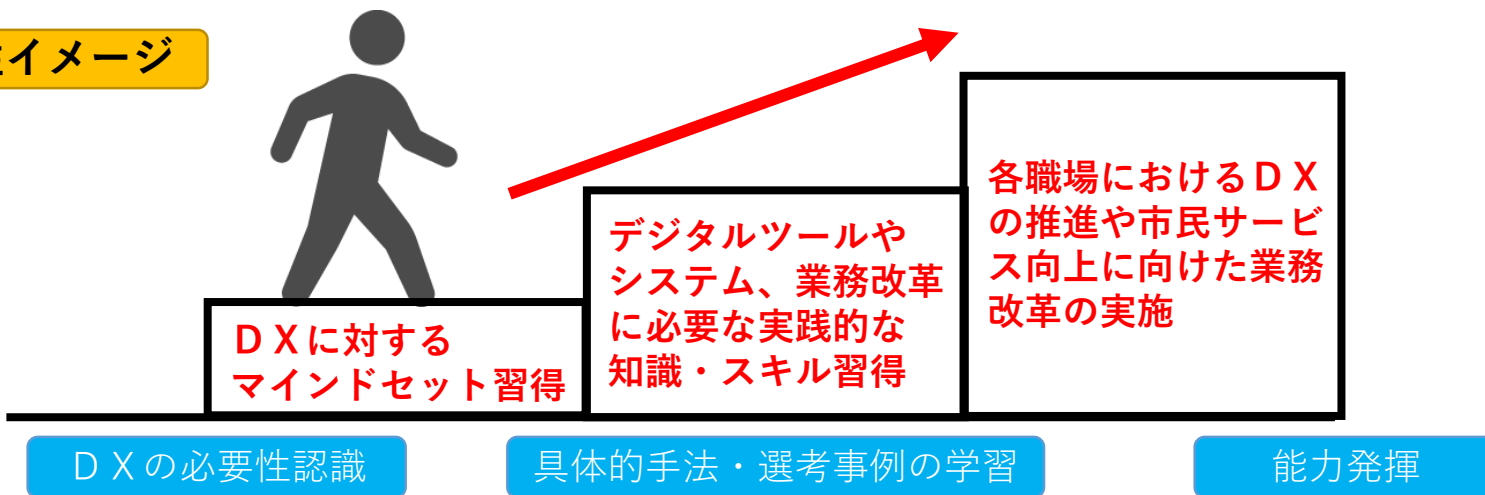 イメージ
ＤＸに対する
マインドセット習得
デジタルツールや
システム、業務改革
に必要な実践的な
知識・スキル習得
各職場におけるＤＸ
の推進や市民サービ
ス向上に向けた業務
改革の実施
ＤＸの必要性認識
具体的手法・選考事例の学習
能力発揮